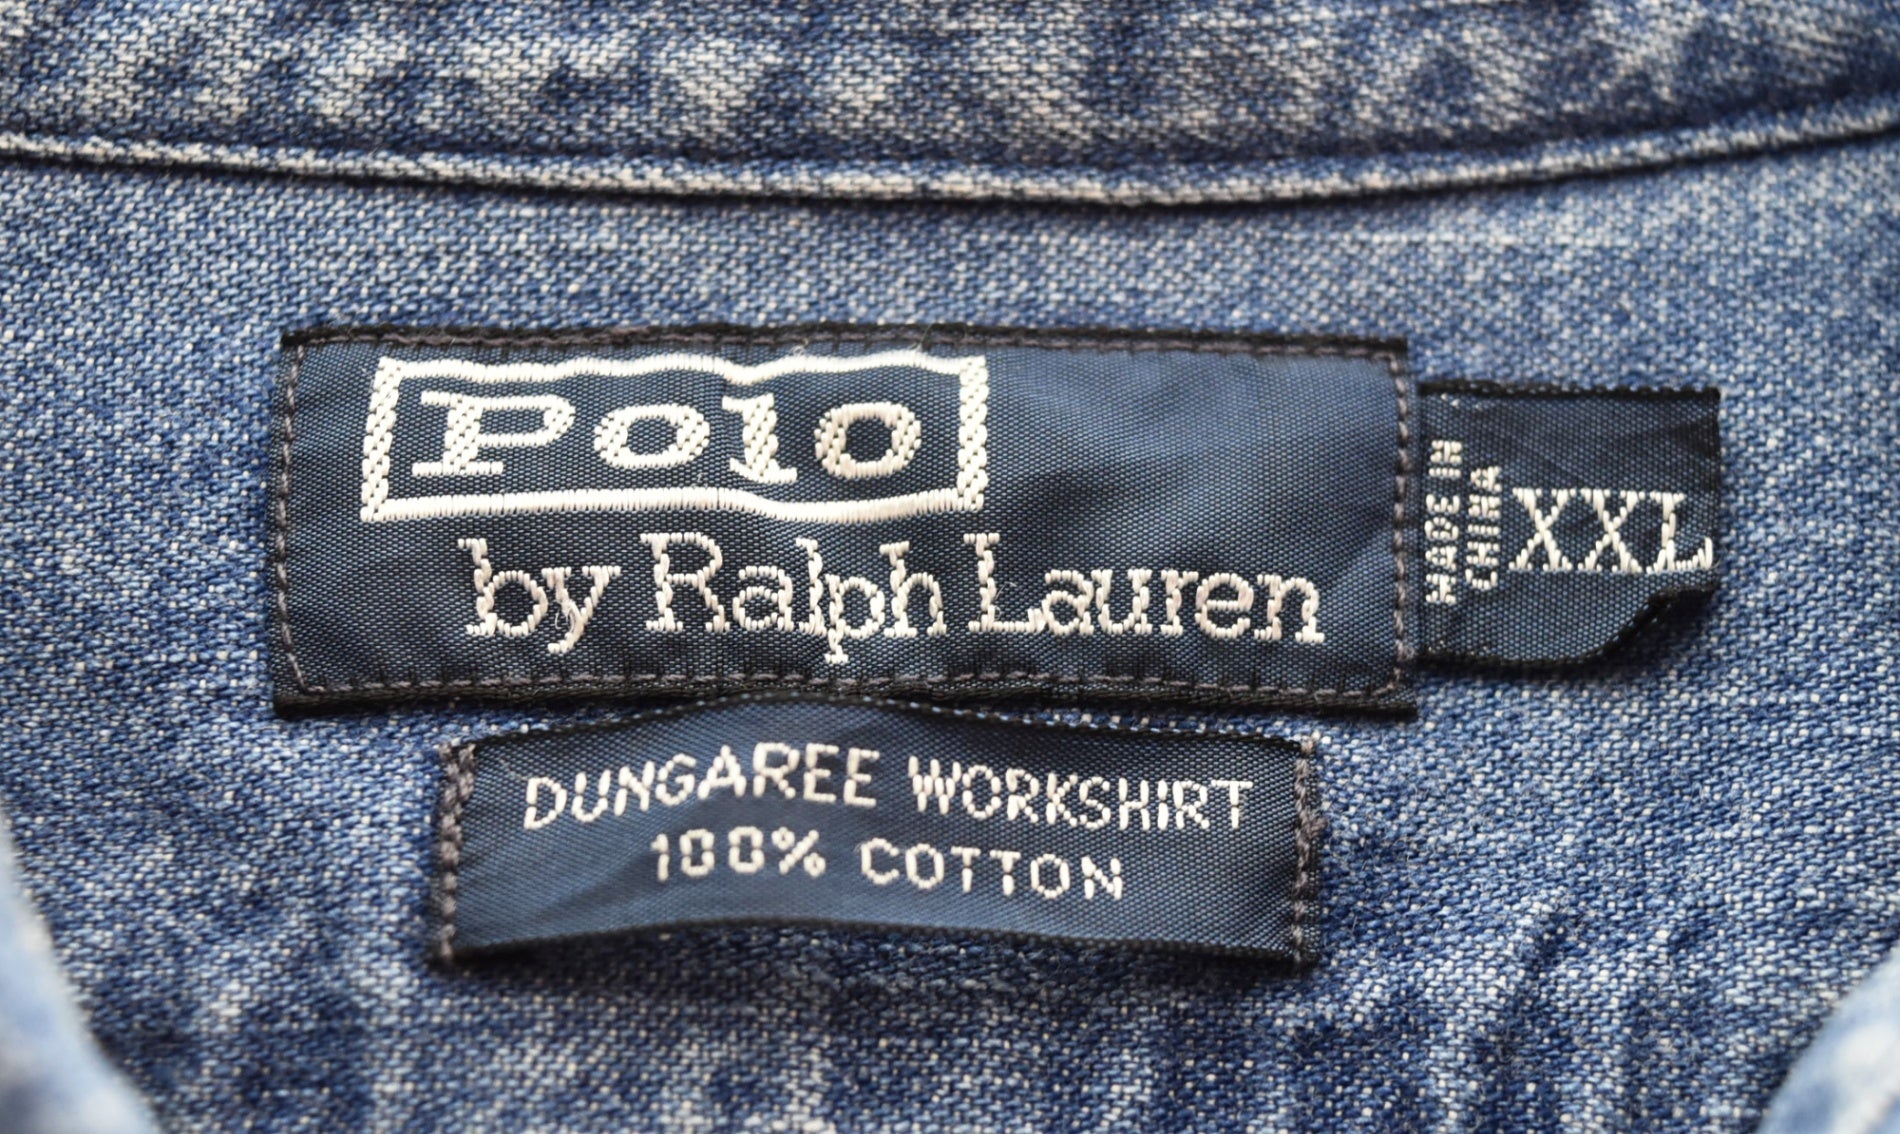 Polo
by Ralph Lauren
MADE IN
CHINA
XXL
DUNGAREE WORKSHIRT
100% COTTON